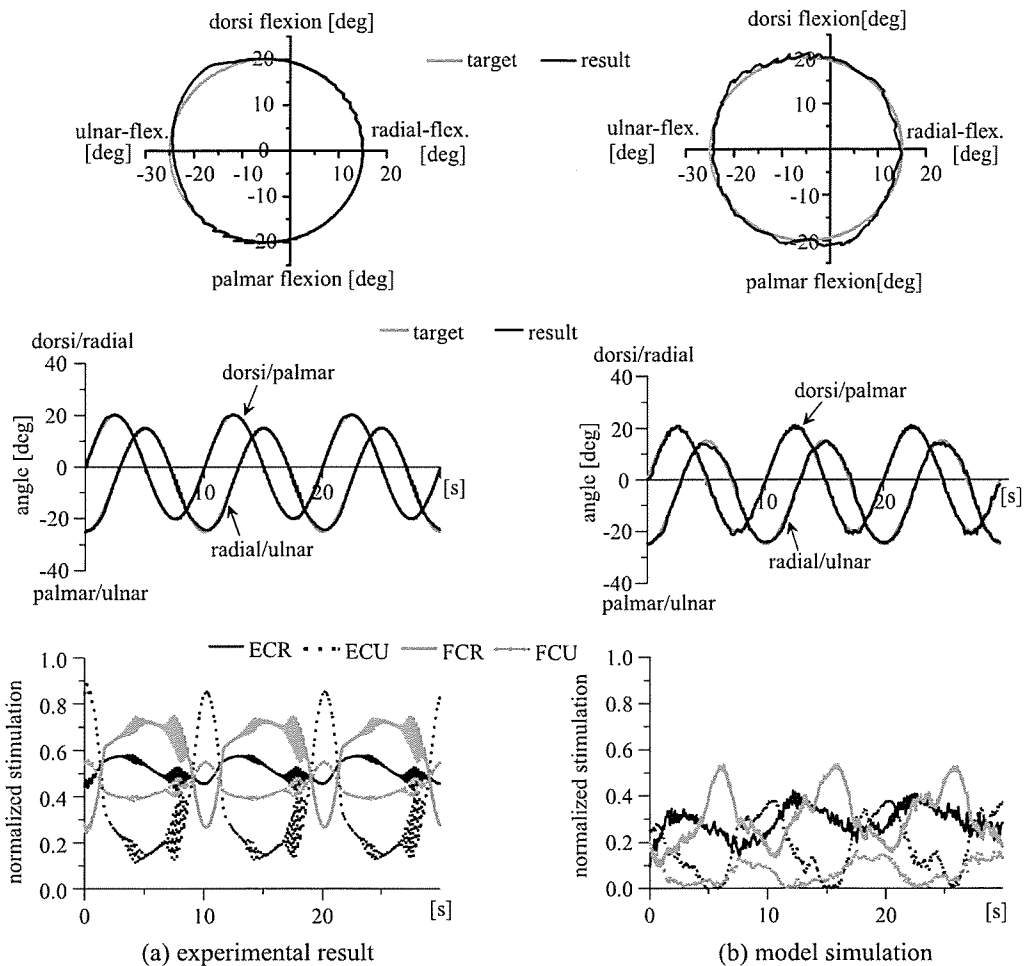 dorsi flexion [deg]
20
10
ulnar-flex.
[deg]
radial-flex.
[deg]
0
-30 -20 -10 10 20
-10
-20
palmar flexion [deg]
target result
dorsi flexion[deg]
20
10
ulnar-flex.
[deg]
radial-flex.
[deg]
0
-30 -20 -10 10 20
-10
-20
palmar flexion[deg]
target result
dorsi/radial
40
20
0
-20
-40
angle [deg]
dorsi/palmar
10 20 [s]
radial/ulnar
palmar/ulnar
dorsi/radial
40
20
0
-20
-40
angle [deg]
dorsi/palmar
10 20 [s]
radial/ulnar
palmar/ulnar
ECR ECU FCR FCU
1.0
0.8
0.6
0.4
0.2
0.0
normalized stimulation
0 10 20 [s]
(a) experimental result
1.0
0.8
0.6
0.4
0.2
0.0
normalized stimulation
0 10 20 [s]
(b) model simulation